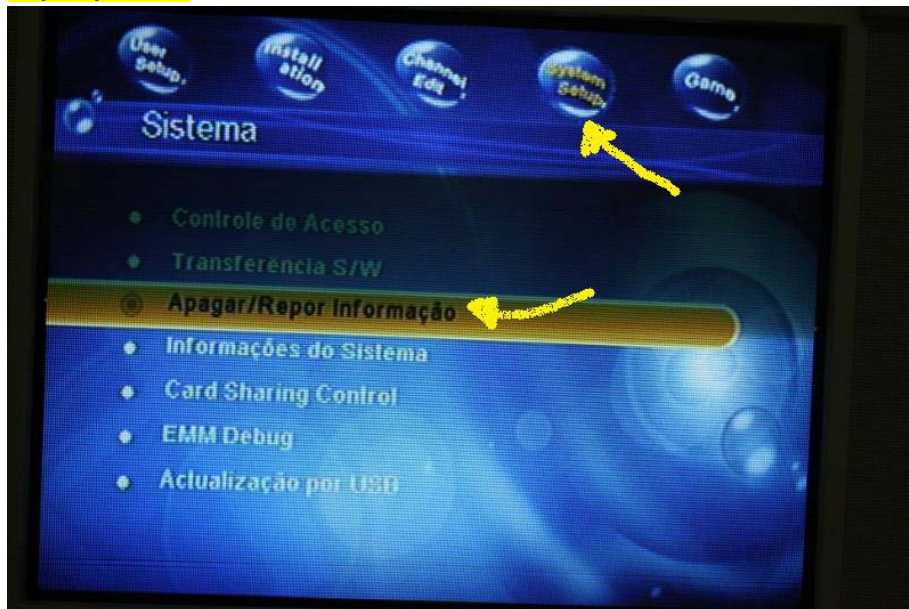 User Setup.
Install ation
Channel Edit.
System Setup.
Game.
Sistema
Controle de Acesso
Transferência S/W
Apagar/Repor Informação
Informações do Sistema
Card Sharing Control
EMM Debug
Actualização por USB